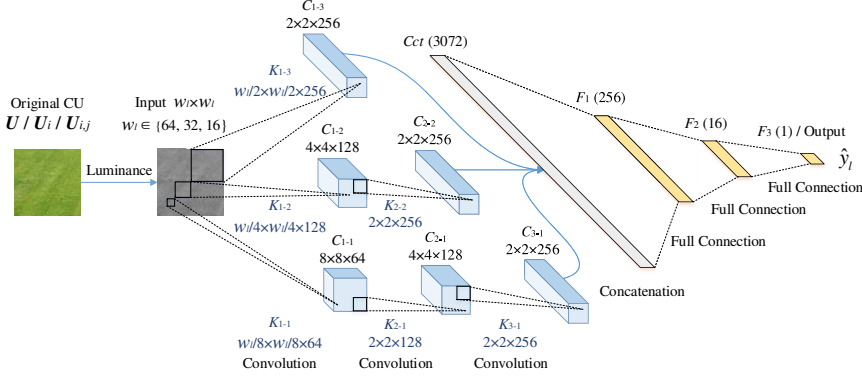 C1-3
2×2×256
K1-3
wl/2×wl/2×256
Cct (3072)
Original CU
U / Ui / Ui,j
Input wl×wl
wl ∈ {64, 32, 16}
Luminance
C1-2
4×4×128
C2-2
2×2×256
K1-2
wl/4×wl/4×128
K2-2
2×2×256
C1-1
8×8×64
C2-1
4×4×128
C3-1
2×2×256
K1-1
wl/8×wl/8×64
Convolution
K2-1
2×2×128
Convolution
K3-1
2×2×256
Convolution
F1 (256)
F2 (16)
F3 (1) / Output
ŷl
Full Connection
Full Connection
Full Connection
Concatenation